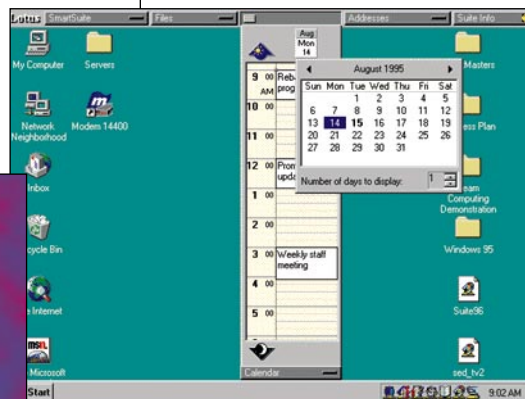 Lotus SmartSuite Files Addresses Suite Info
My Computer
Servers
Network
Neighborhood
Modem 14400
Inbox
Bin
Internet
msn
Microsoft
Start
Aug
Mon
14
August 1995
Sun Mon Tue Wed Thu Fri Sat
1 2 3 4 5
6 7 8 9 10 11 12
13 14 15 16 17 18 19
20 21 22 23 24 25 26
27 28 29 30 31
Number of days to display: 1
9 00
AM
prog
10 00
11 00
12 00
upda
1 00
2 00
3 00 Weekly staff
meeting
4 00
5 00
Calendar
Masters
Plan
Computing
Demonstration
Windows 95
Suite96
sed_tv2
9:02 AM